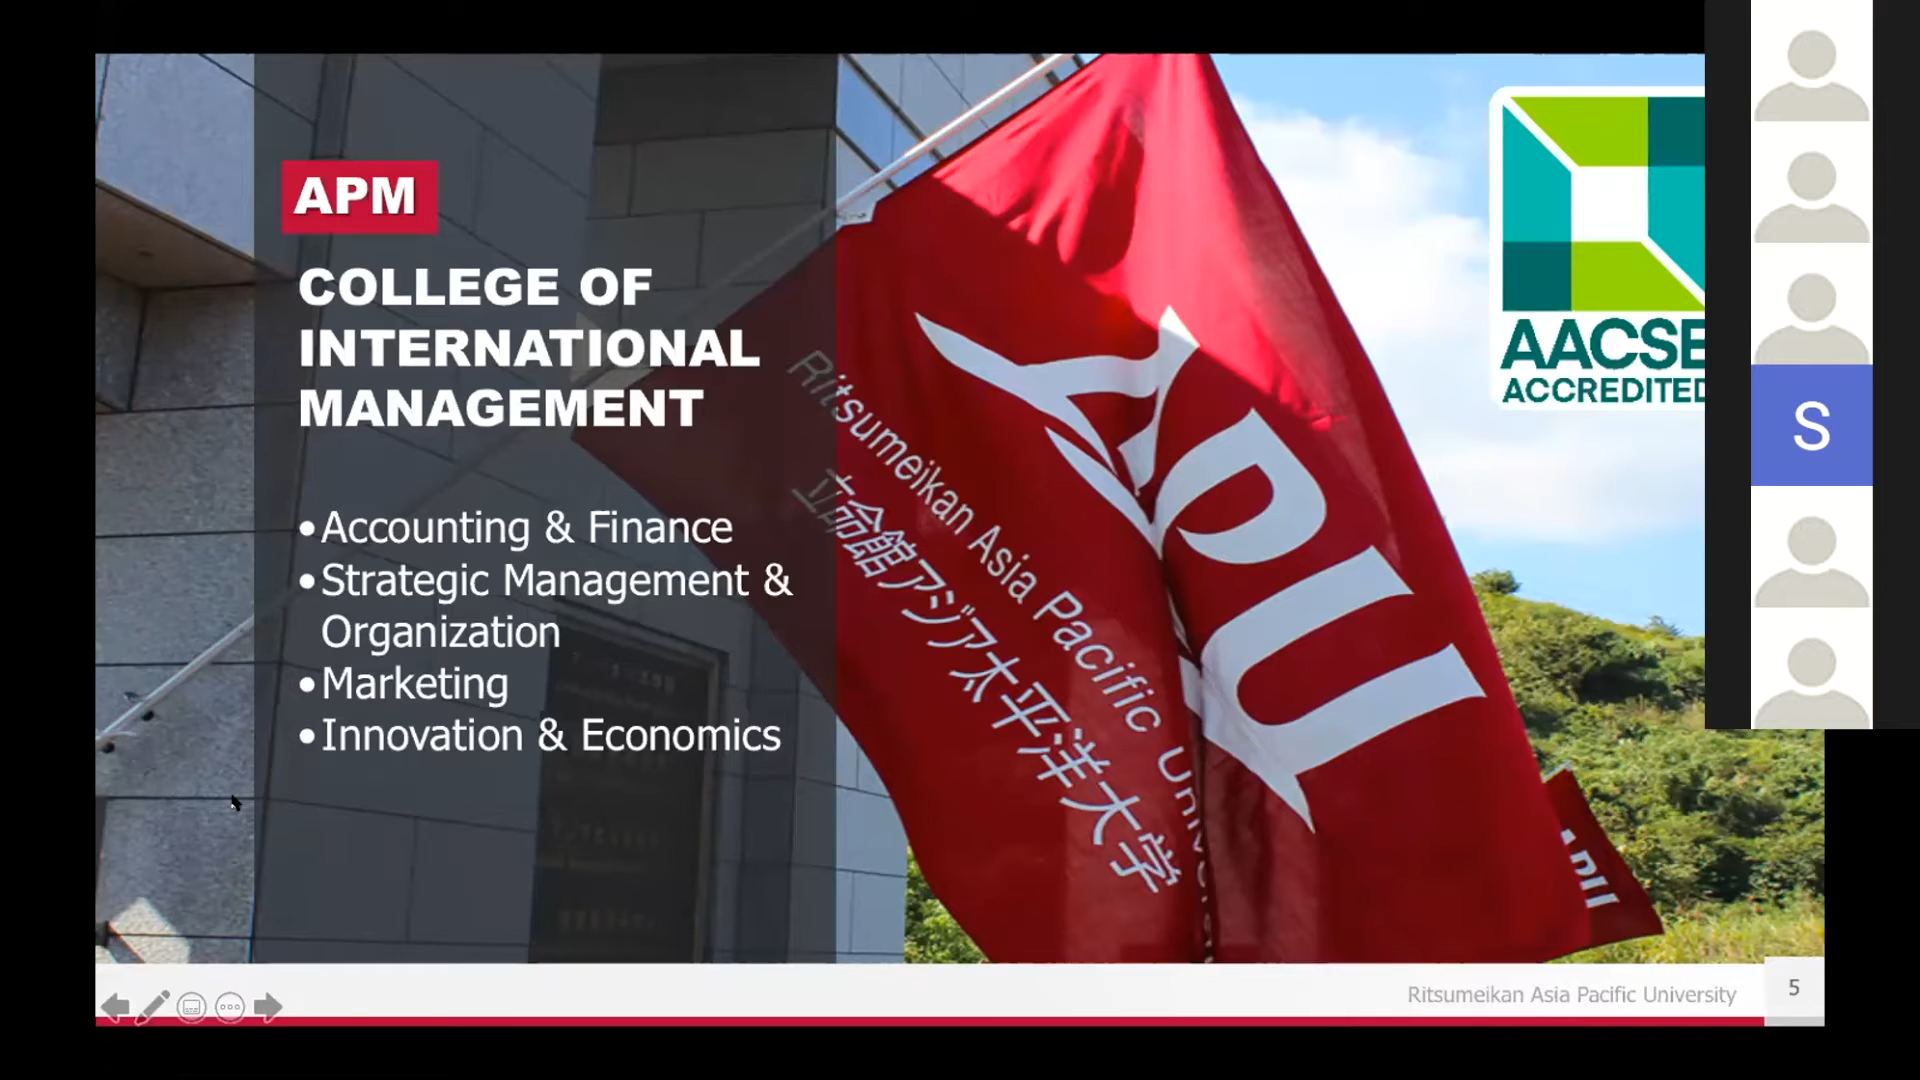 APM
COLLEGE OF
INTERNATIONAL
MANAGEMENT
•Accounting & Finance
•Strategic Management &
Organization
•Marketing
•Innovation & Economics
APU
Ritsumeikan Asia Pacific
立命館アジア太平洋大学
APU
AACSB
ACCREDITED
S
Ritsumeikan Asia Pacific University
5